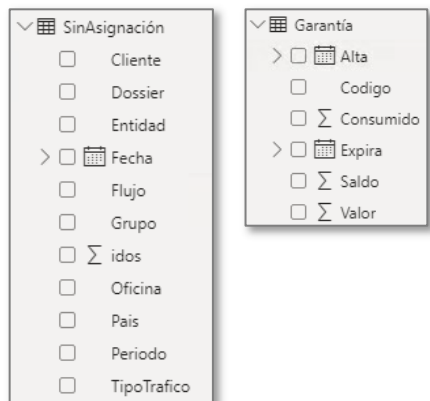 SinAsignación
Cliente
Dossier
Entidad
Fecha
Flujo
Grupo
∑ idos
Oficina
Pais
Periodo
TipoTrafico
Garantía
Alta
Codigo
∑ Consumido
Expira
∑ Saldo
∑ Valor